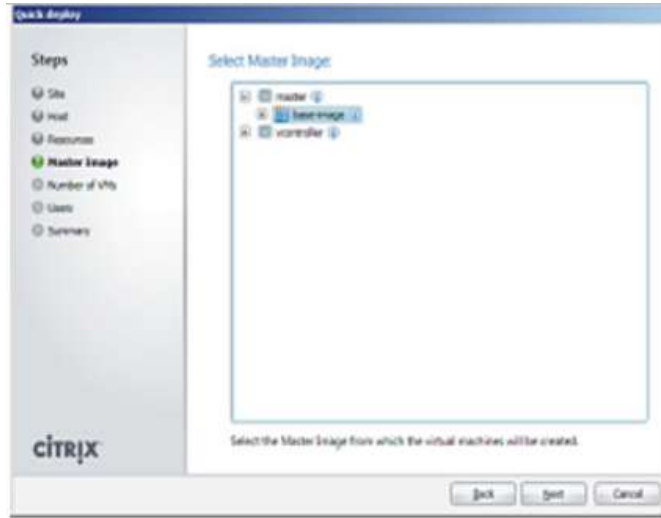 Quick deploy
Steps
Site
Host
Resources
Master Image
Number of VMs
Users
Summary
Select Master Image:
master
base-image
vcontroller
Select the Master Image from which the virtual machines will be created.
CITRIX
Back
Next
Cancel